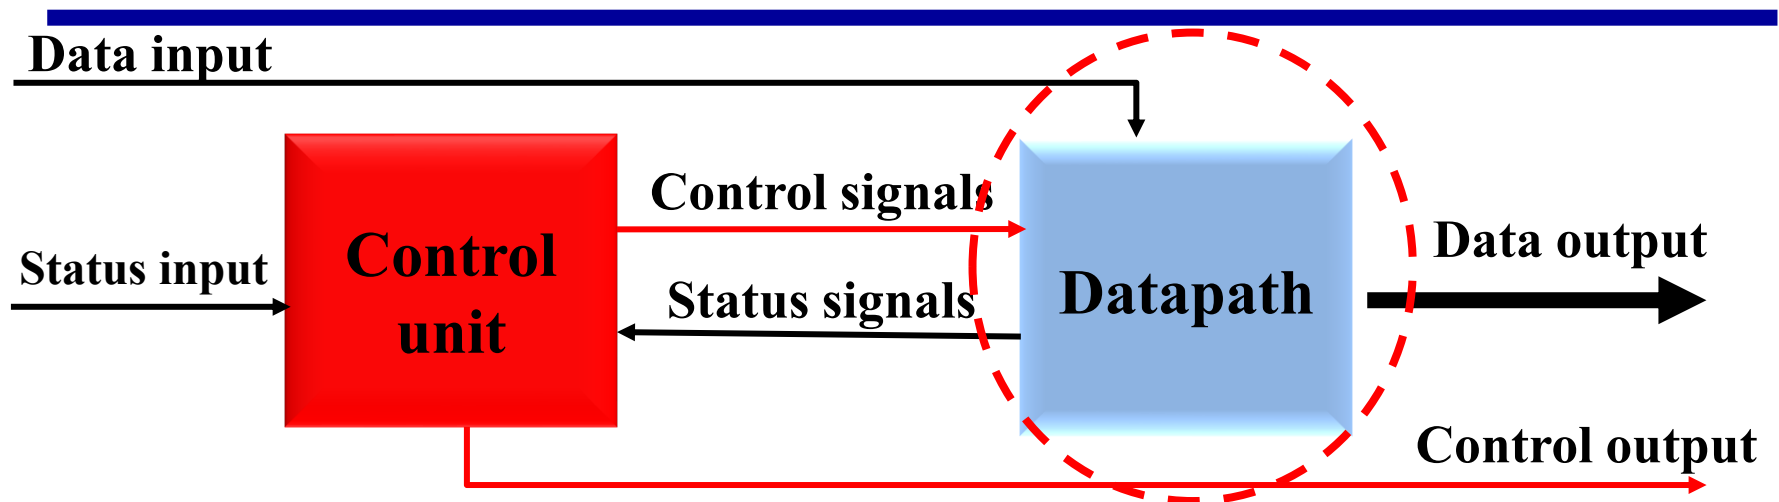 Data input
Control signals
Status input
Control
unit
Status signals
Datapath
Data output
Control output